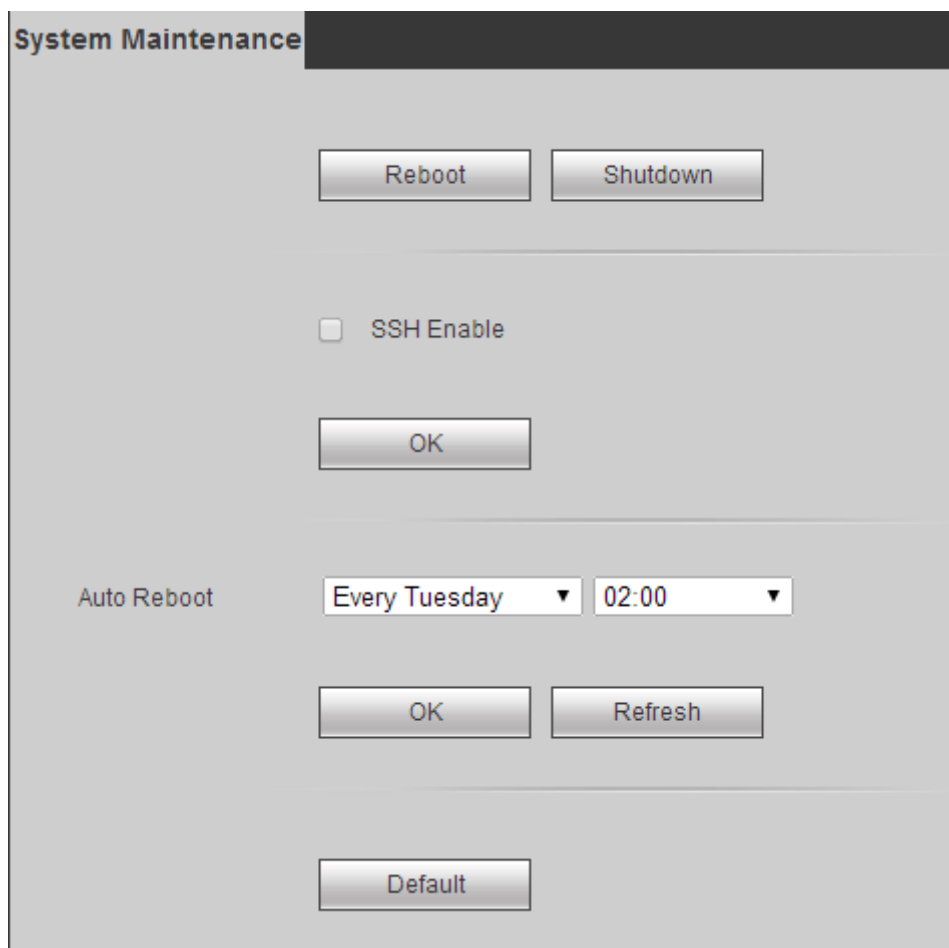 System Maintenance
Reboot Shutdown
SSH Enable
OK
Auto Reboot Every Tuesday 02:00
OK Refresh
Default